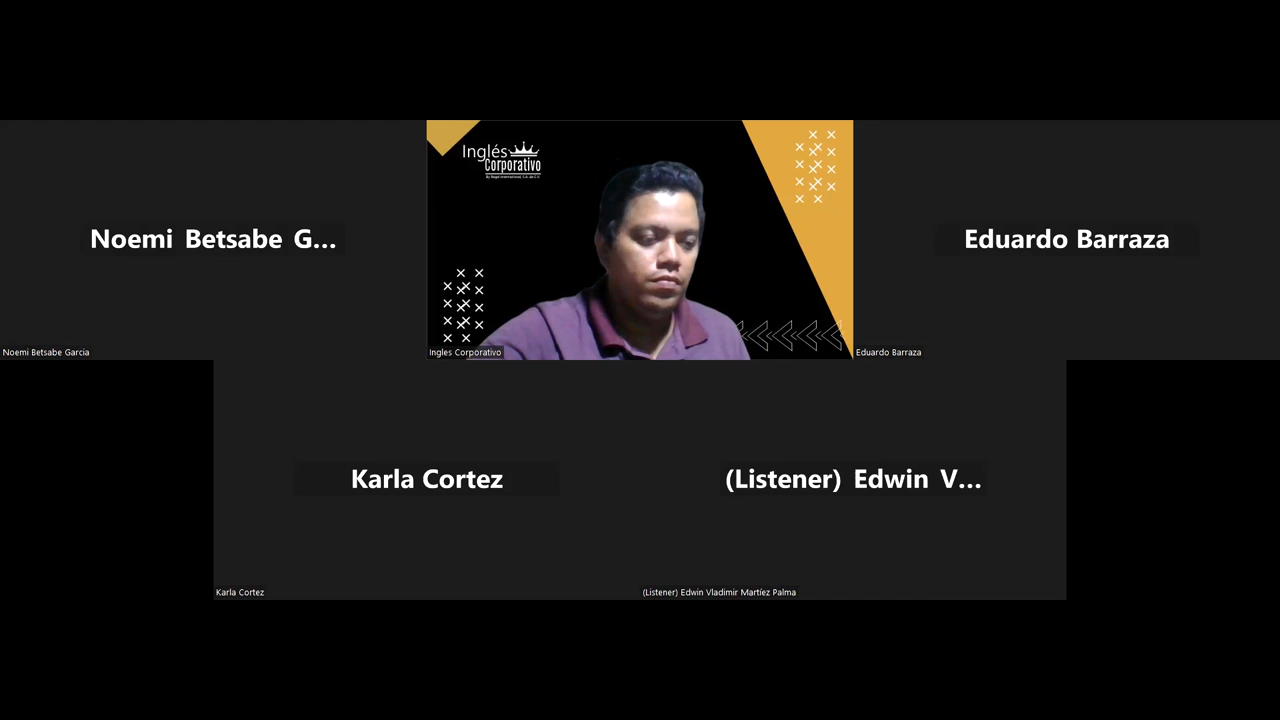 Noemi Betsabe G...
Noemi Betsabe Garcia
Inglés
Corporativo
Ingles Corporativo
Eduardo Barraza
Eduardo Barraza
Karla Cortez
Karla Cortez
(Listener) Edwin V...
(Listener) Edwin Vladimir Martíez Palma